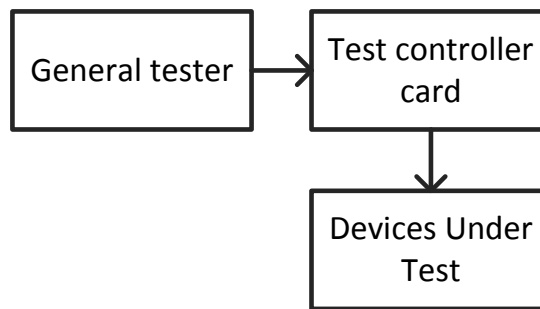 General tester
Test controller
card
Devices Under
Test